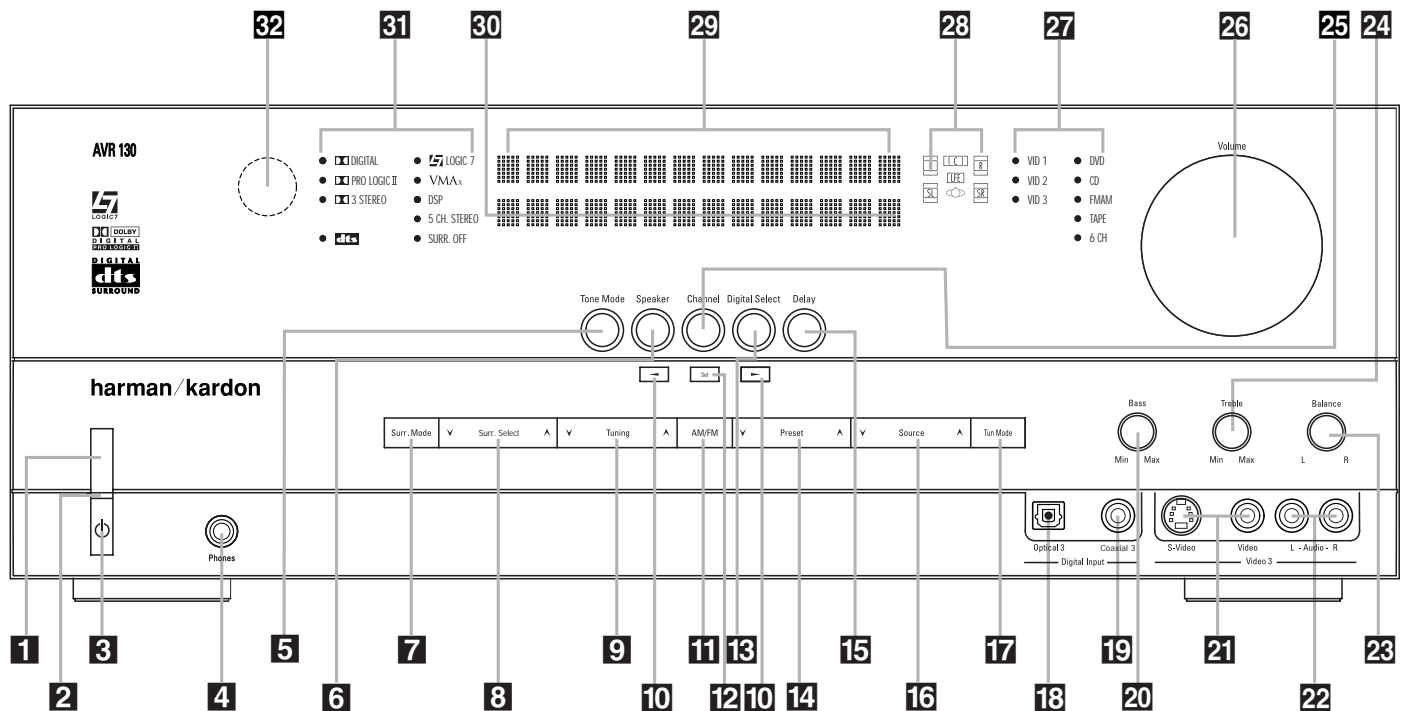 32 31 30 29 28 27 26 25 24
AVR 130
LOGIC7
DOLBY
DIGITAL
PRO LOGIC II
DIGITAL
dts
SURROUND
DIGITAL
PRO LOGIC II
3 STEREO
dts
LOGIC 7
VMAx
DSP
5 CH. STEREO
SURR. OFF
L C R
LFE
SL SR
VID 1
VID 2
VID 3
DVD
CD
FMAM
TAPE
6 CH
Volume
Tone Mode Speaker Channel Digital Select Delay
Set
harman/kardon
Surr. Mode Surr. Select Tuning AM/FM Preset Source Tun Mode
Bass Treble Balance
Min Max Min Max L R
Phones
Optical 3 Coaxial 3 S-Video Video L - Audio - R
Digital Input Video 3
1 3 5 7 9 11 13 15 17 19 21 23
2 4 6 8 10 12 10 14 16 18 20 22